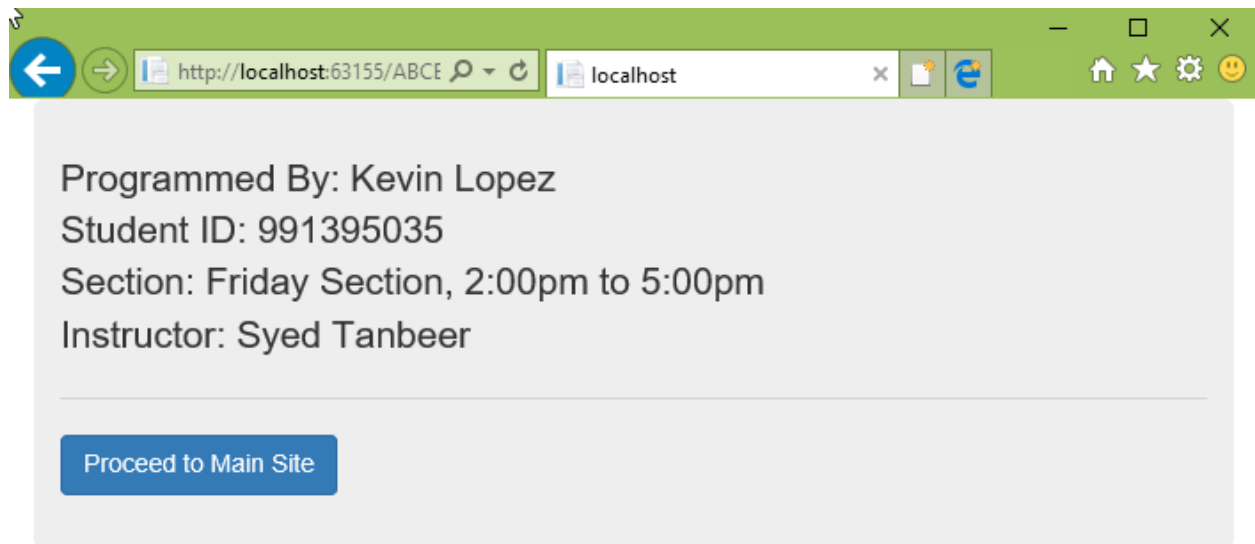 http://localhost:63155/ABCE
localhost
Programmed By: Kevin Lopez
Student ID: 991395035
Section: Friday Section, 2:00pm to 5:00pm
Instructor: Syed Tanbeer
Proceed to Main Site